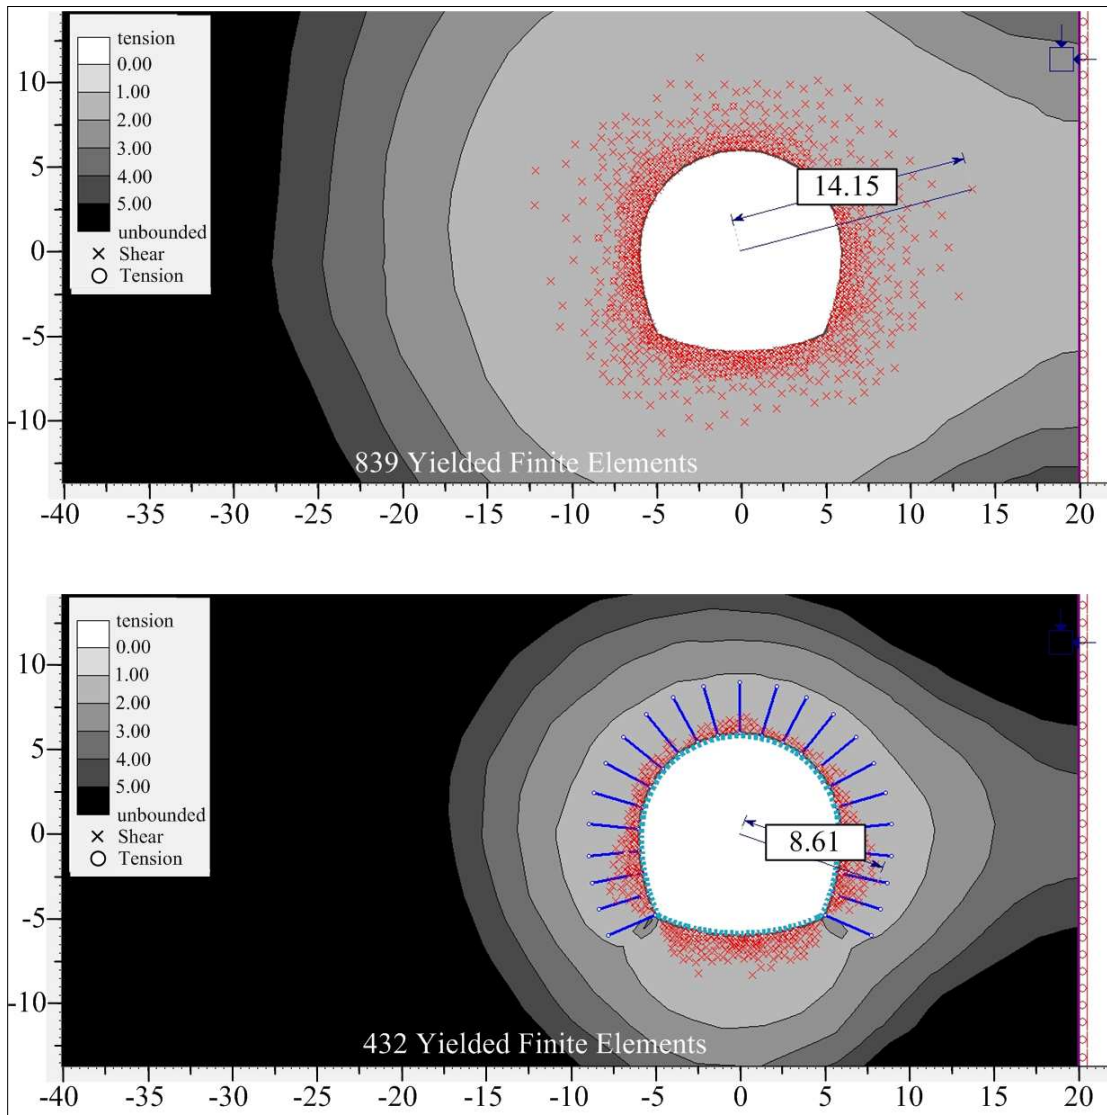 tension
0.00
1.00
2.00
3.00
4.00
5.00
unbounded
Shear
Tension
10
5
0
-5
-10
14.15
839 Yielded Finite Elements
-40 -35 -30 -25 -20 -15 -10 -5 0 5 10 15 20
tension
0.00
1.00
2.00
3.00
4.00
5.00
unbounded
Shear
Tension
10
5
0
-5
-10
8.61
432 Yielded Finite Elements
-40 -35 -30 -25 -20 -15 -10 -5 0 5 10 15 20